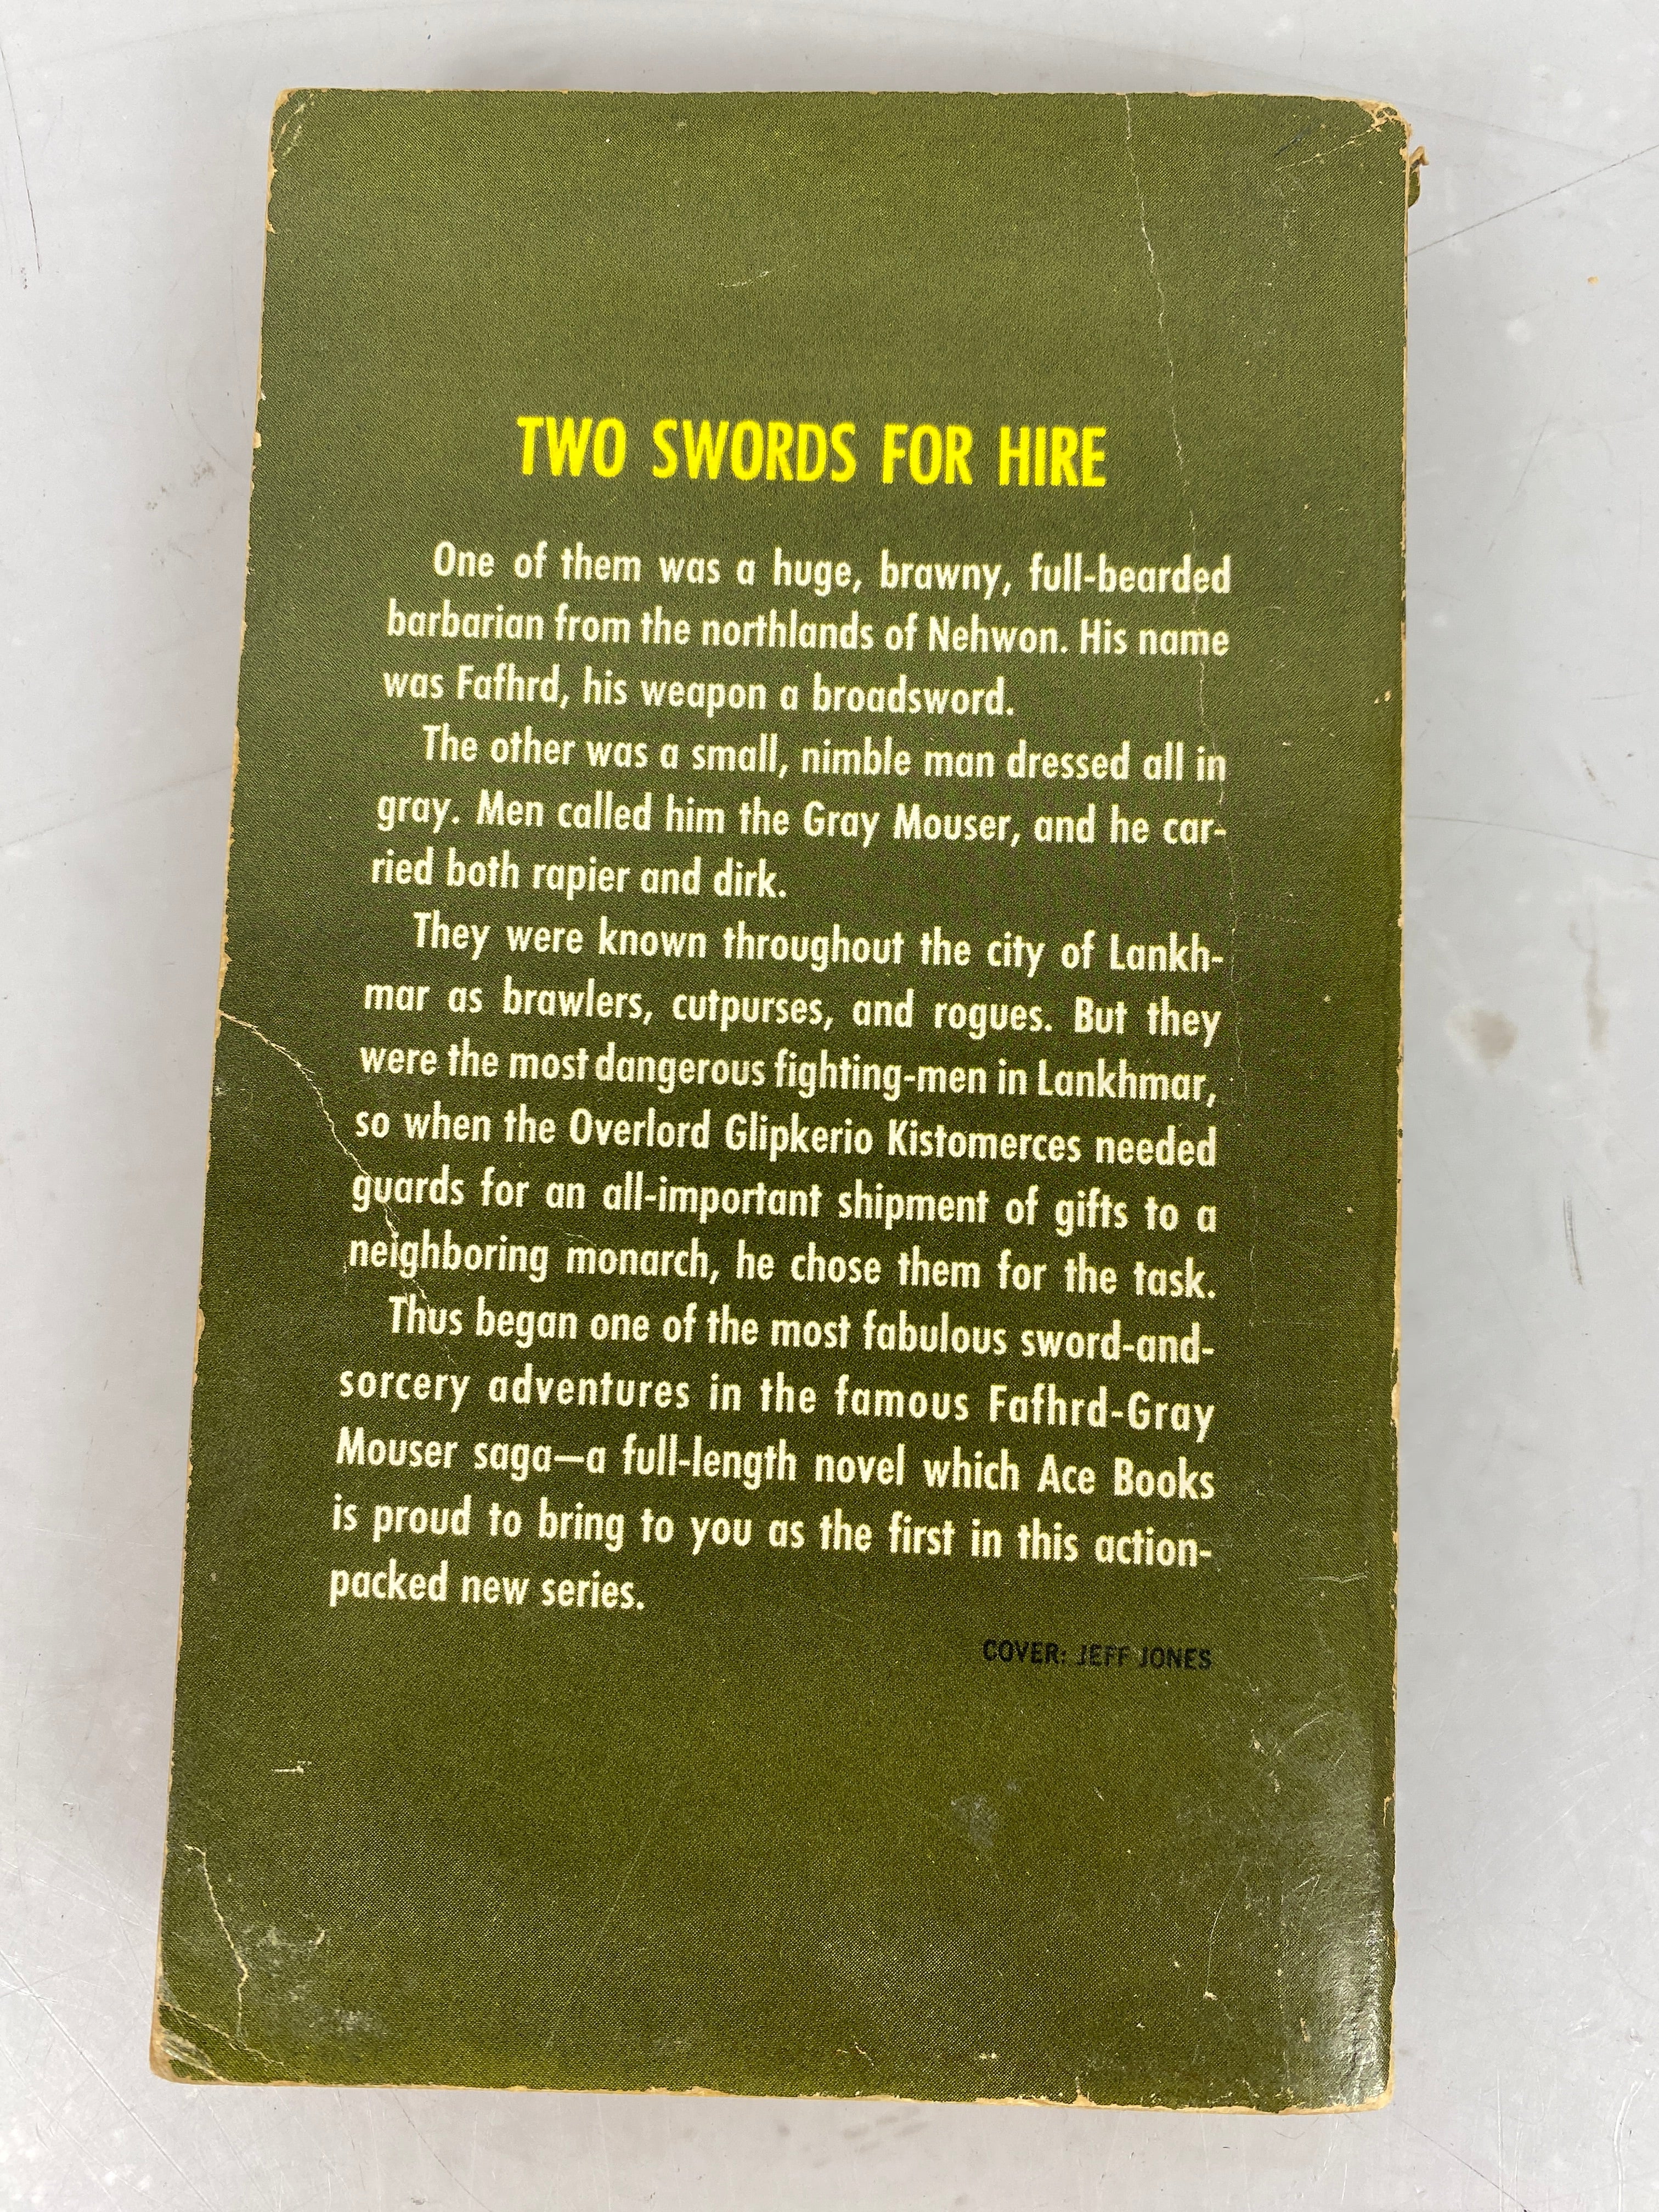 TWO SWORDS FOR HIRE
One of them was a huge, brawny, full-bearded
barbarian from the northlands of Nehwon. His name
was Fafhrd, his weapon a broadsword.
The other was a small, nimble man dressed all in
gray. Men called him the Gray Mouser, and he car-
ried both rapier and dirk.
They were known throughout the city of Lankh-
mar as brawlers, cutpurses, and rogues. But they
were the most dangerous fighting-men in Lankhmar,
so when the Overlord Glipkerio Kistomerces needed
guards for an all-important shipment of gifts to a
neighboring monarch, he chose them for the task.
Thus began one of the most fabulous sword-and-
sorcery adventures in the famous Fafhrd-Gray
Mouser saga—a full-length novel which Ace Books
is proud to bring to you as the first in this action-
packed new series.
COVER: JEFF JONES